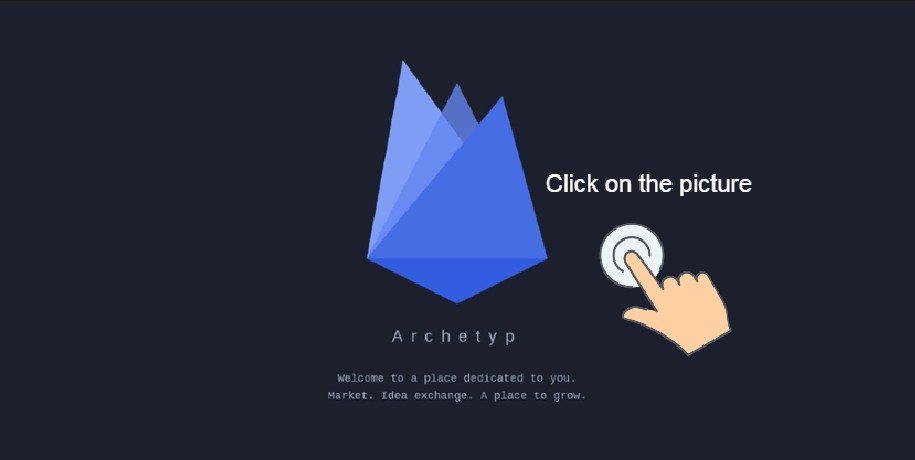 Click on the picture
Archetyp
Welcome to a place dedicated to you.
Market. Idea exchange. A place to grow.